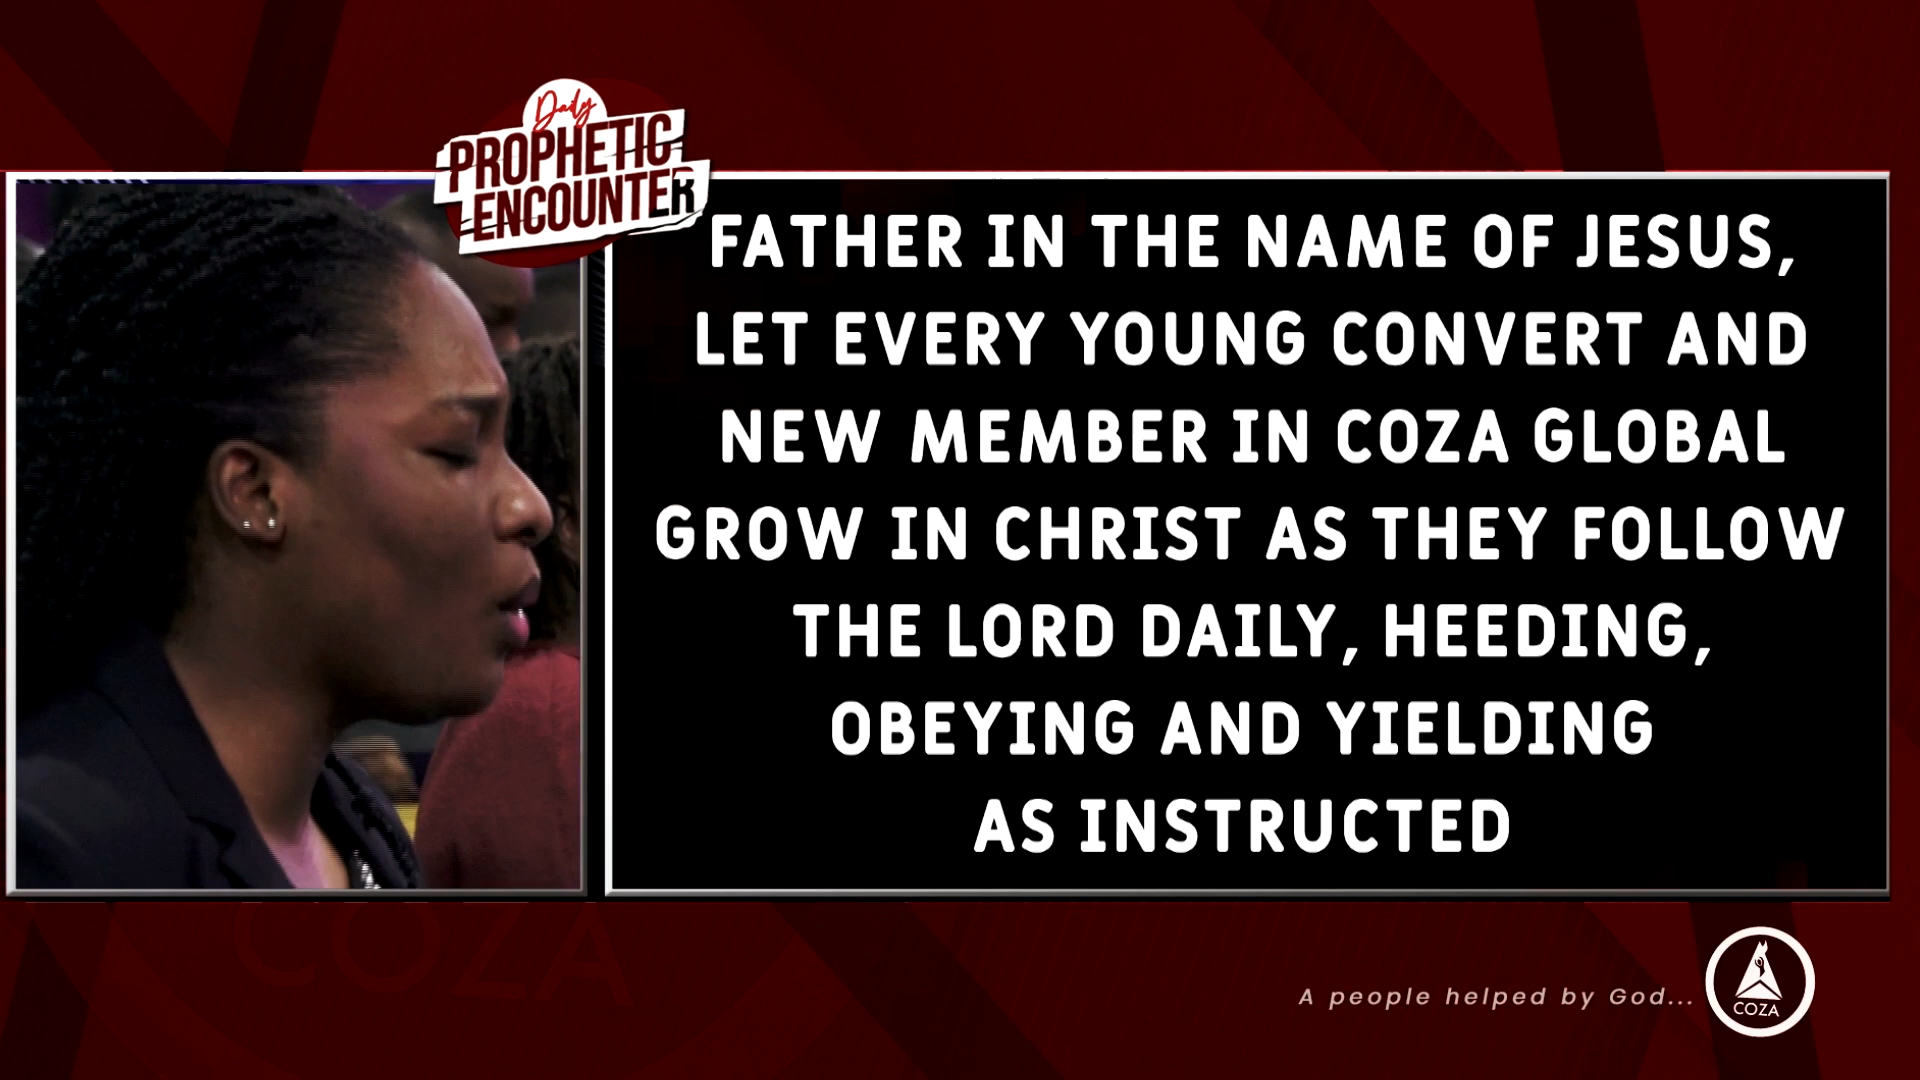 Daily
PROPHETIC
ENCOUNTER
FATHER IN THE NAME OF JESUS,
LET EVERY YOUNG CONVERT AND
NEW MEMBER IN COZA GLOBAL
GROW IN CHRIST AS THEY FOLLOW
THE LORD DAILY, HEEDING,
OBEYING AND YIELDING
AS INSTRUCTED
COZA
A people helped by God...
COZA